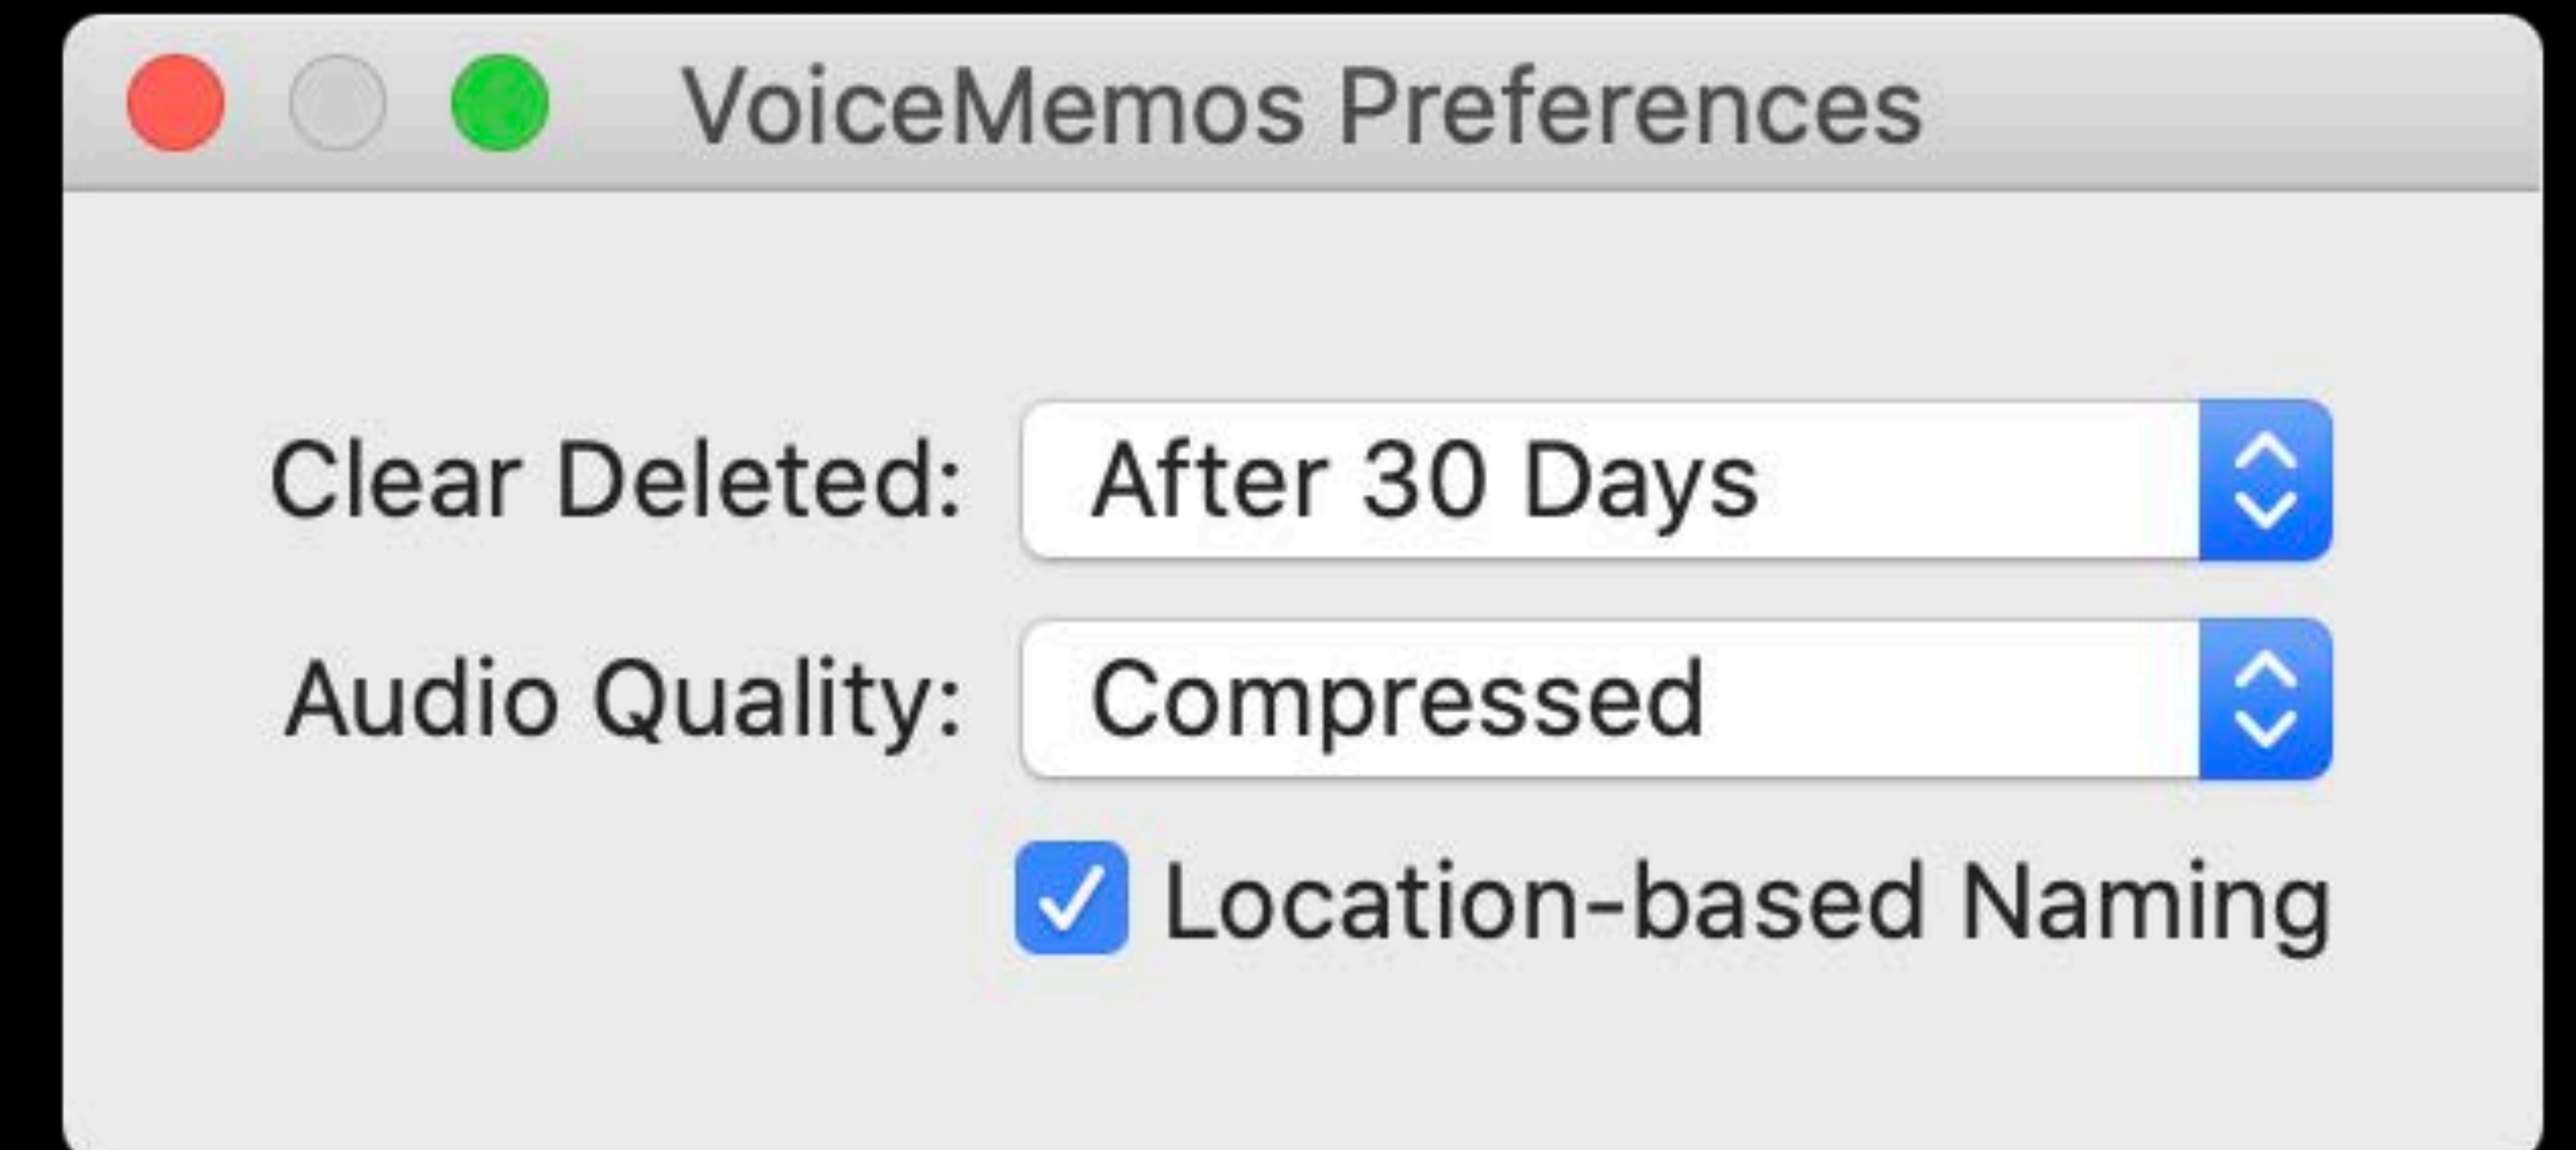 VoiceMemos Preferences
Clear Deleted: After 30 Days
Audio Quality: Compressed
Location-based Naming